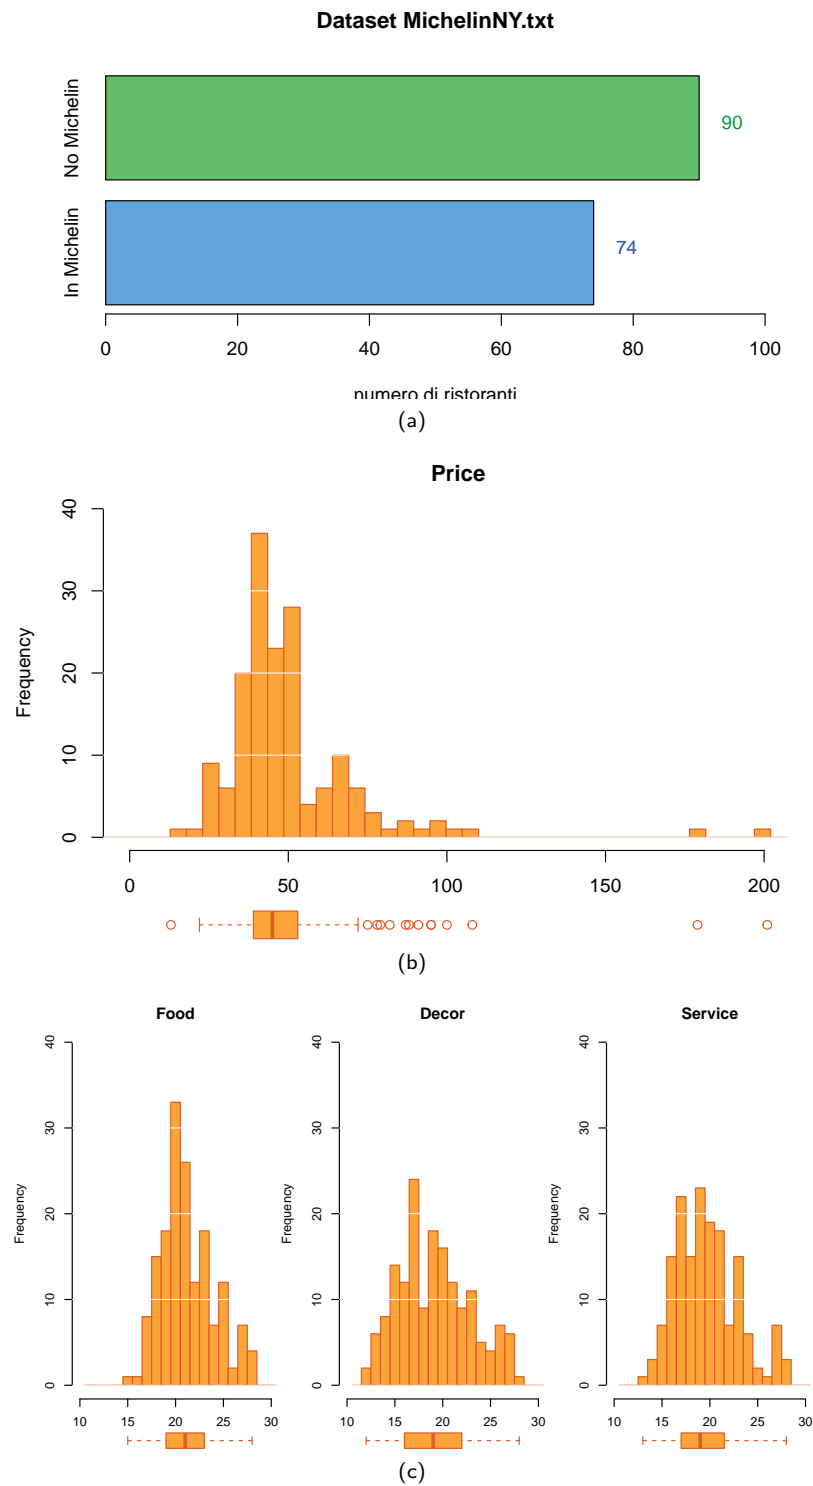 Dataset MichelinNY.txt
No Michelin
90
In Michelin
74
0 20 40 60 80 100
numero di ristoranti
(a)
Price
Frequency
40
30
20
10
0
0 50 100 150 200
(b)
Food
Frequency
40
30
20
10
0
10 15 20 25 30
Decor
Frequency
40
30
20
10
0
10 15 20 25 30
Service
Frequency
40
30
20
10
0
10 15 20 25 30
(c)